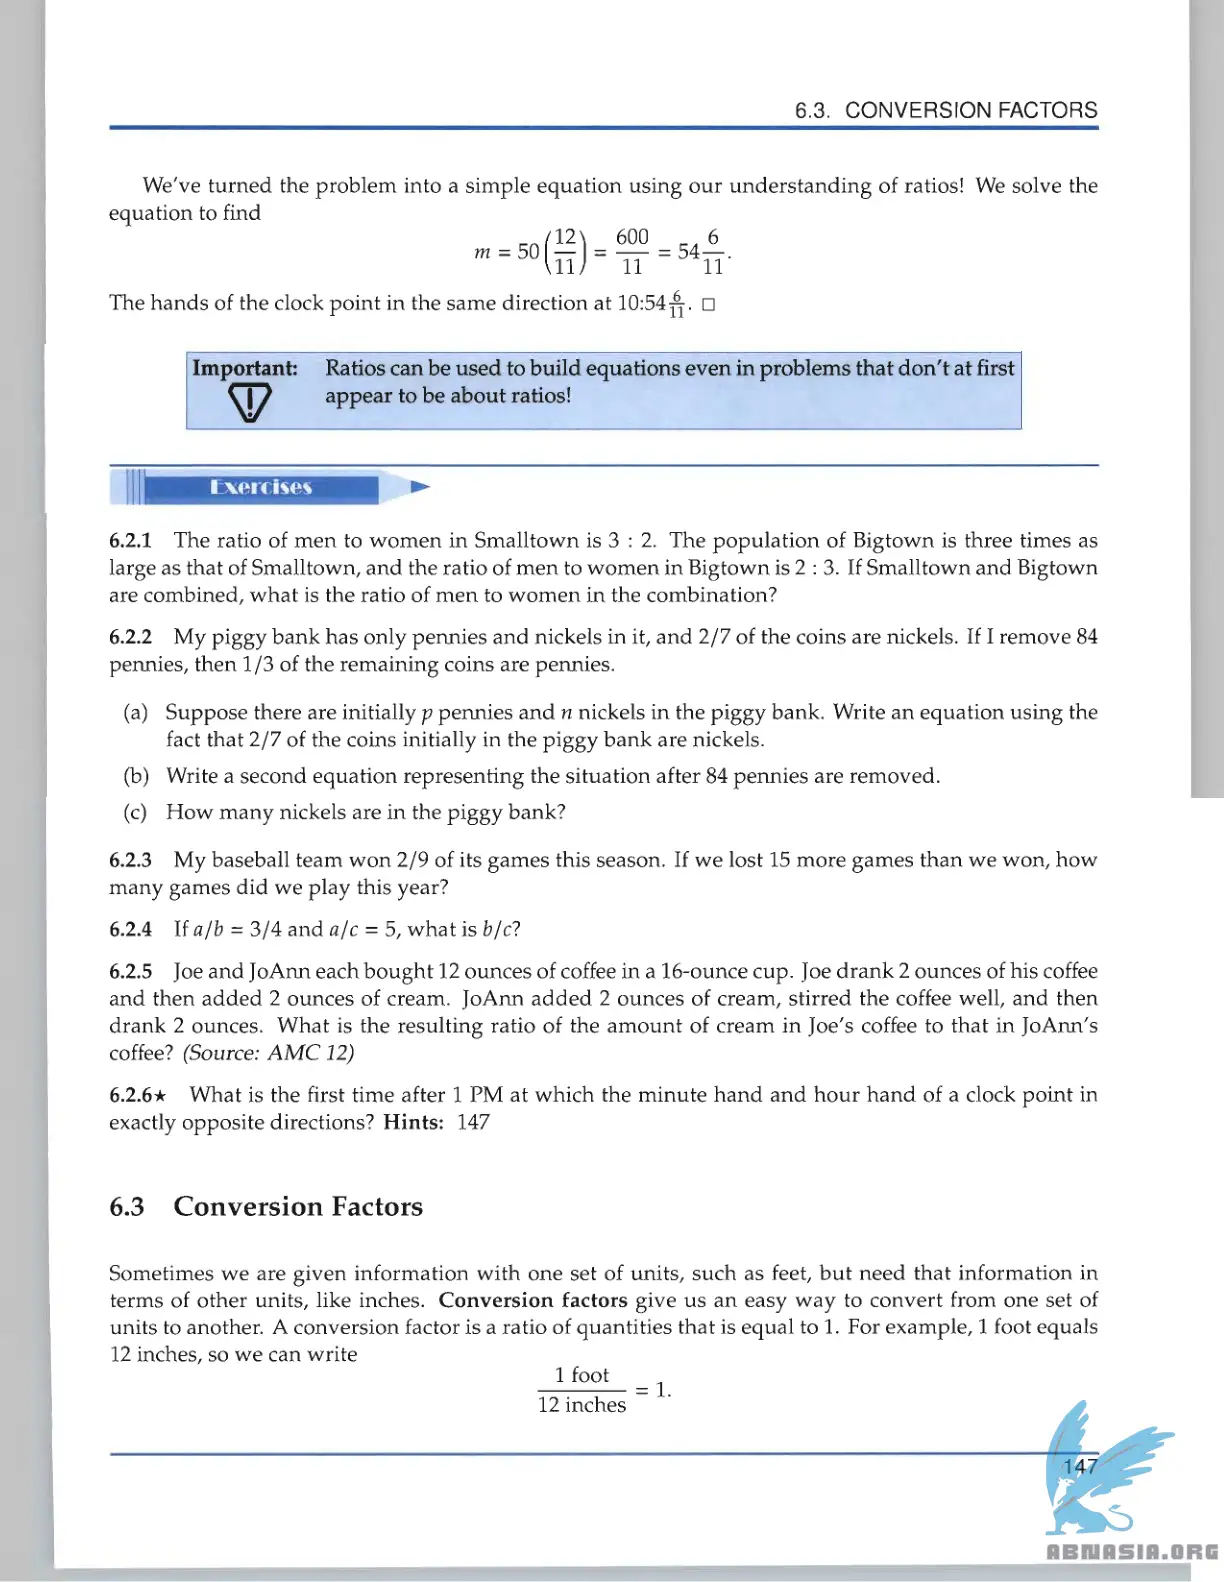 6.3. CONVERSION FACTORS
We've turned the problem into a simple equation using our understanding of ratios! We solve the
equation to find
m = 50 (12/11) = 600/11 = 54 6/11.
The hands of the clock point in the same direction at 10:54 6/11. □
Important: Ratios can be used to build equations even in problems that don't at first
appear to be about ratios!
Exercises
6.2.1 The ratio of men to women in Smalltown is 3 : 2. The population of Bigtown is three times as
large as that of Smalltown, and the ratio of men to women in Bigtown is 2 : 3. If Smalltown and Bigtown
are combined, what is the ratio of men to women in the combination?
6.2.2 My piggy bank has only pennies and nickels in it, and 2/7 of the coins are nickels. If I remove 84
pennies, then 1/3 of the remaining coins are pennies.
(a) Suppose there are initially p pennies and n nickels in the piggy bank. Write an equation using the
fact that 2/7 of the coins initially in the piggy bank are nickels.
(b) Write a second equation representing the situation after 84 pennies are removed.
(c) How many nickels are in the piggy bank?
6.2.3 My baseball team won 2/9 of its games this season. If we lost 15 more games than we won, how
many games did we play this year?
6.2.4 If a/b = 3/4 and a/c = 5, what is b/c?
6.2.5 Joe and JoAnn each bought 12 ounces of coffee in a 16-ounce cup. Joe drank 2 ounces of his coffee
and then added 2 ounces of cream. JoAnn added 2 ounces of cream, stirred the coffee well, and then
drank 2 ounces. What is the resulting ratio of the amount of cream in Joe's coffee to that in JoAnn's
coffee? (Source: AMC 12)
6.2.6★ What is the first time after 1 PM at which the minute hand and hour hand of a clock point in
exactly opposite directions? Hints: 147
6.3 Conversion Factors
Sometimes we are given information with one set of units, such as feet, but need that information in
terms of other units, like inches. Conversion factors give us an easy way to convert from one set of
units to another. A conversion factor is a ratio of quantities that is equal to 1. For example, 1 foot equals
12 inches, so we can write
1 foot
12 inches = 1.
147
ABNASIA.ORG